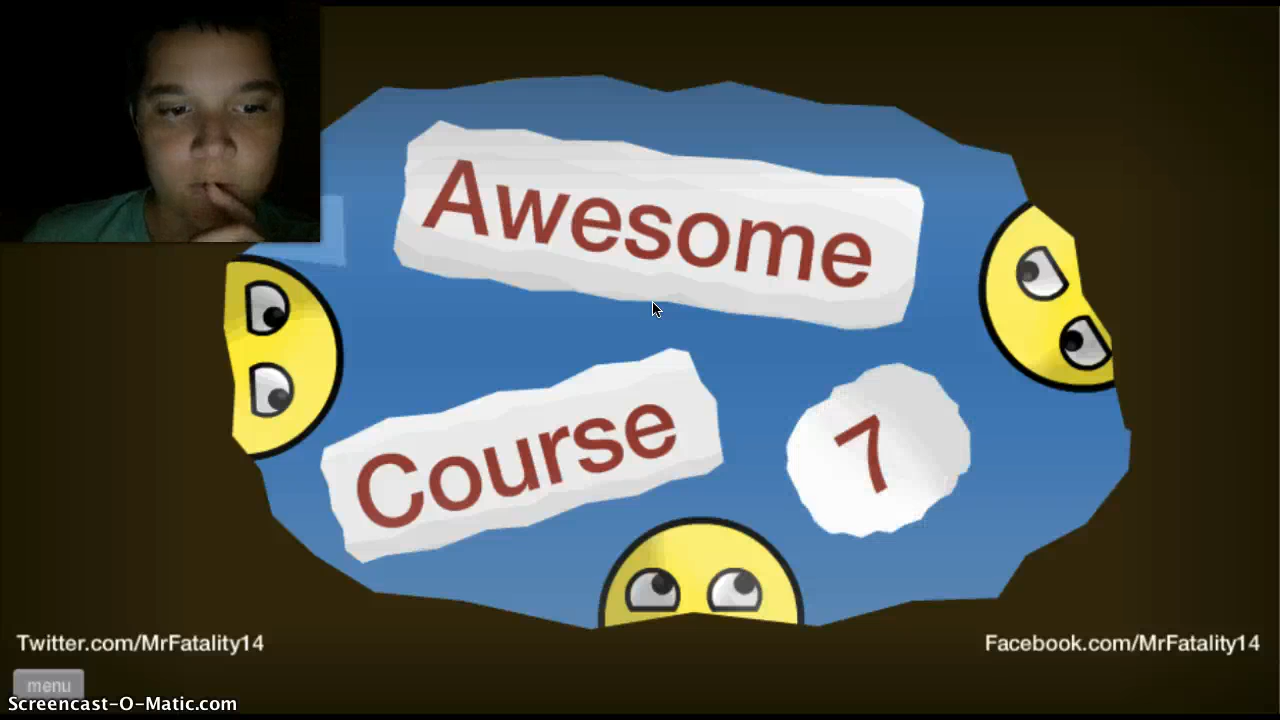 Awesome
Course 7
Twitter.com/MrFatality14
Facebook.com/MrFatality14
menu
Screencast-O-Matic.com